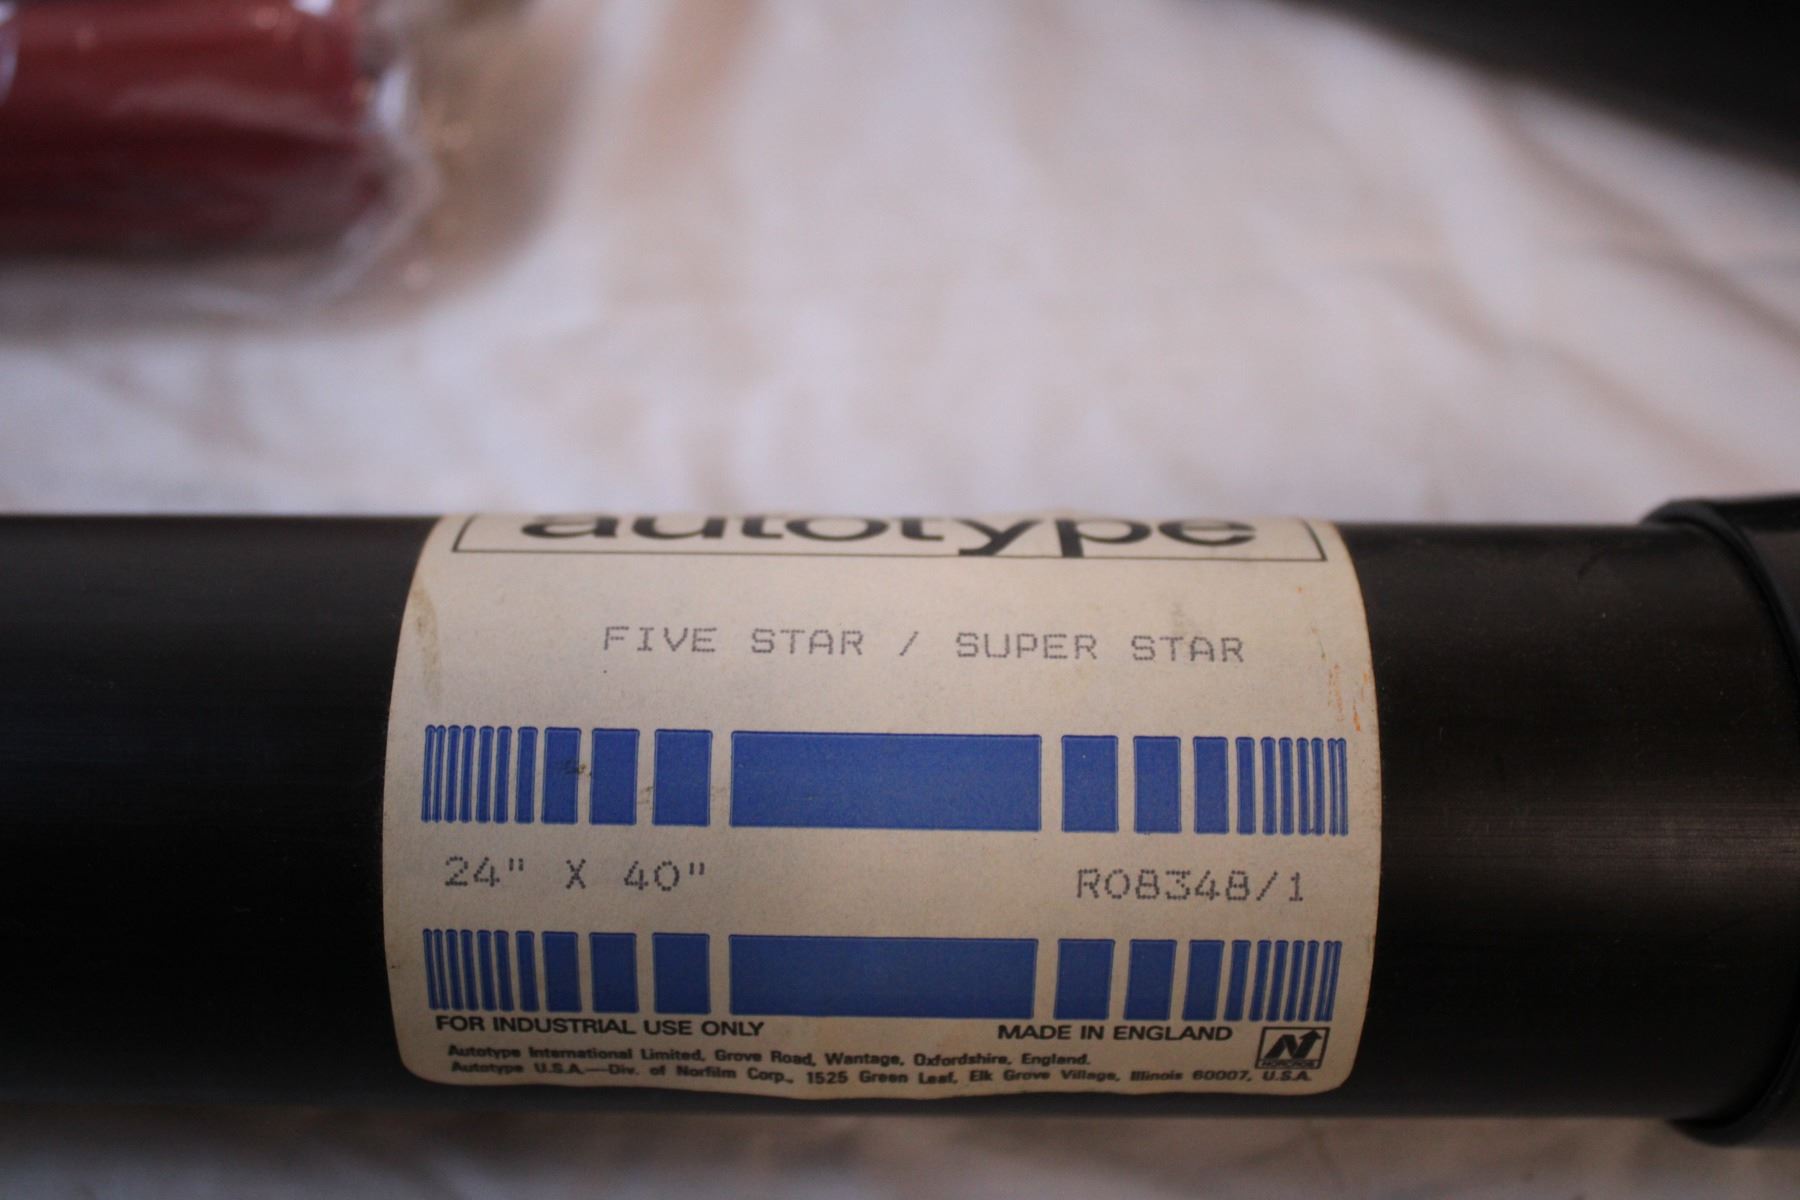 autotype
FIVE STAR / SUPER STAR
24" X 40" R08348/1
FOR INDUSTRIAL USE ONLY MADE IN ENGLAND
Autotype International Limited, Grove Road, Wantage, Oxfordshire, England.
Autotype U.S.A.—Div. of Norfilm Corp., 1525 Green Leaf, Elk Grove Village, Illinois 60007, U.S.A.